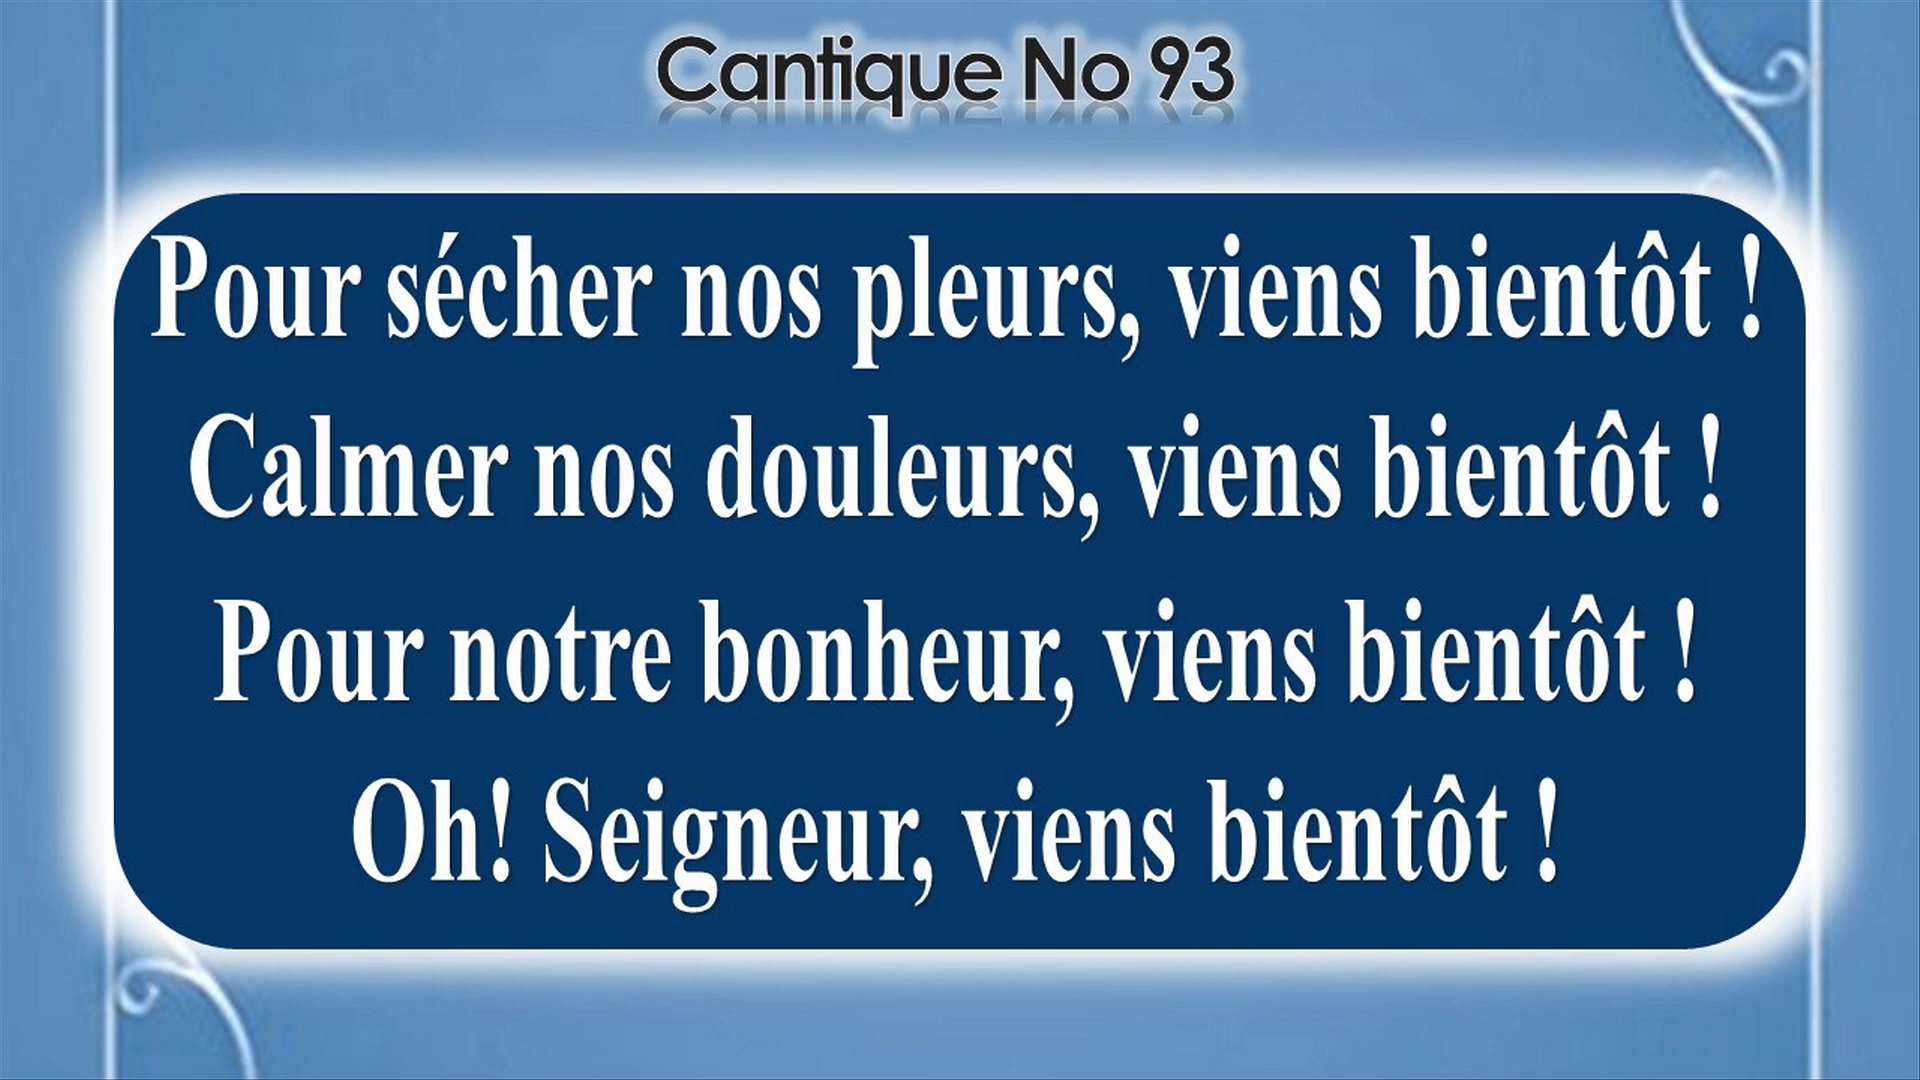 Cantique No 93
Pour sécher nos pleurs, viens bientôt !
Calmer nos douleurs, viens bientôt !
Pour notre bonheur, viens bientôt !
Oh! Seigneur, viens bientôt !